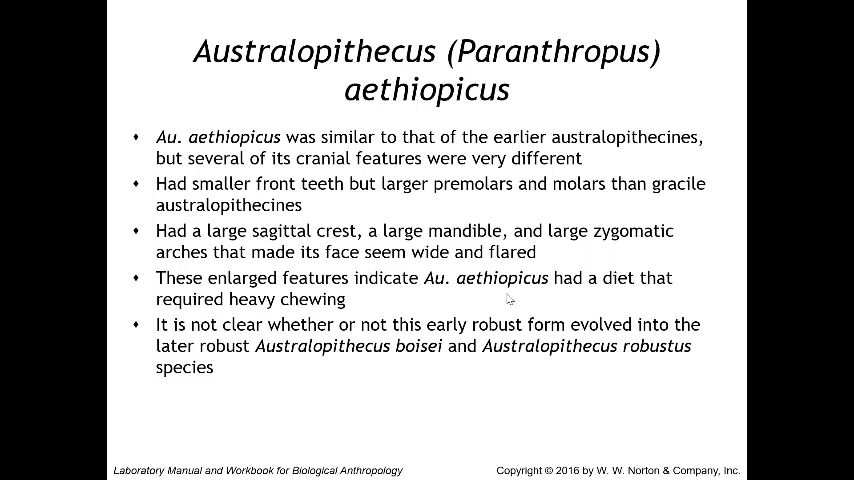 Australopithecus (Paranthropus)
aethiopicus
Au. aethiopicus was similar to that of the earlier australopithecines,
but several of its cranial features were very different
Had smaller front teeth but larger premolars and molars than gracile
australopithecines
Had a large sagittal crest, a large mandible, and large zygomatic
arches that made its face seem wide and flared
These enlarged features indicate Au. aethiopicus had a diet that
required heavy chewing
It is not clear whether or not this early robust form evolved into the
later robust Australopithecus boisei and Australopithecus robustus
species
Laboratory Manual and Workbook for Biological Anthropology
Copyright © 2016 by W. W. Norton & Company, Inc.